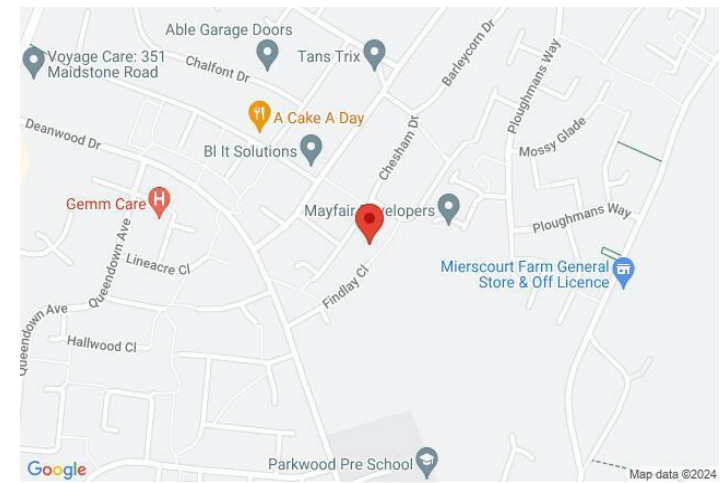 Able Garage Doors
Voyage Care: 351
Maidstone Road
Tans Trix
Chalfont Dr
Barleycorn Dr
Ploughmans Way
A Cake A Day
Deanwood Dr
Bl It Solutions
Chesham Dr
Mossy Glade
Gemm Care
H
Mayfair Developers
Ploughmans Way
Queendown Ave
Lineacre Cl
Mierscourt Farm General
Store & Off Licence
Findlay Cl
Queendown Ave
Hallwood Cl
Parkwood Pre School
Google
Map data ©2024